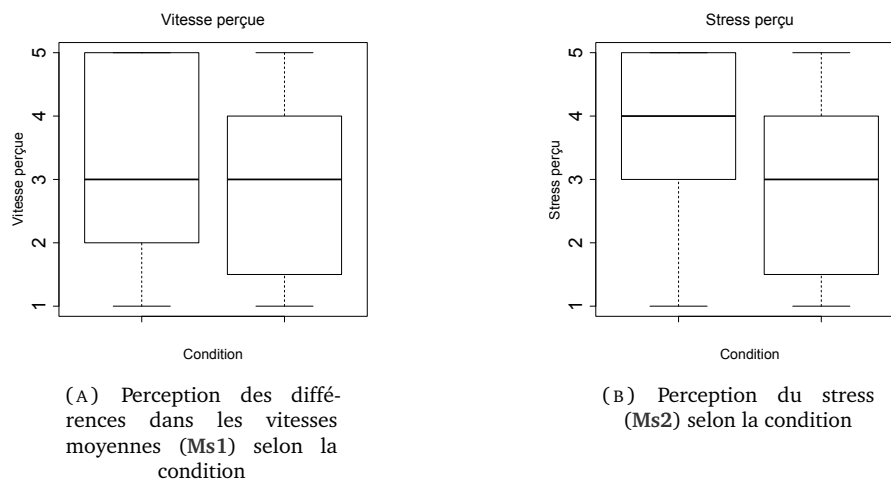 Vitesse perçue
Vitesse perçue
5
4
3
2
1
Condition
(A) Perception des diffé-
rences dans les vitesses
moyennes (Ms1) selon la
condition
Stress perçu
Stress perçu
5
4
3
2
1
Condition
(B) Perception du stress
(Ms2) selon la condition